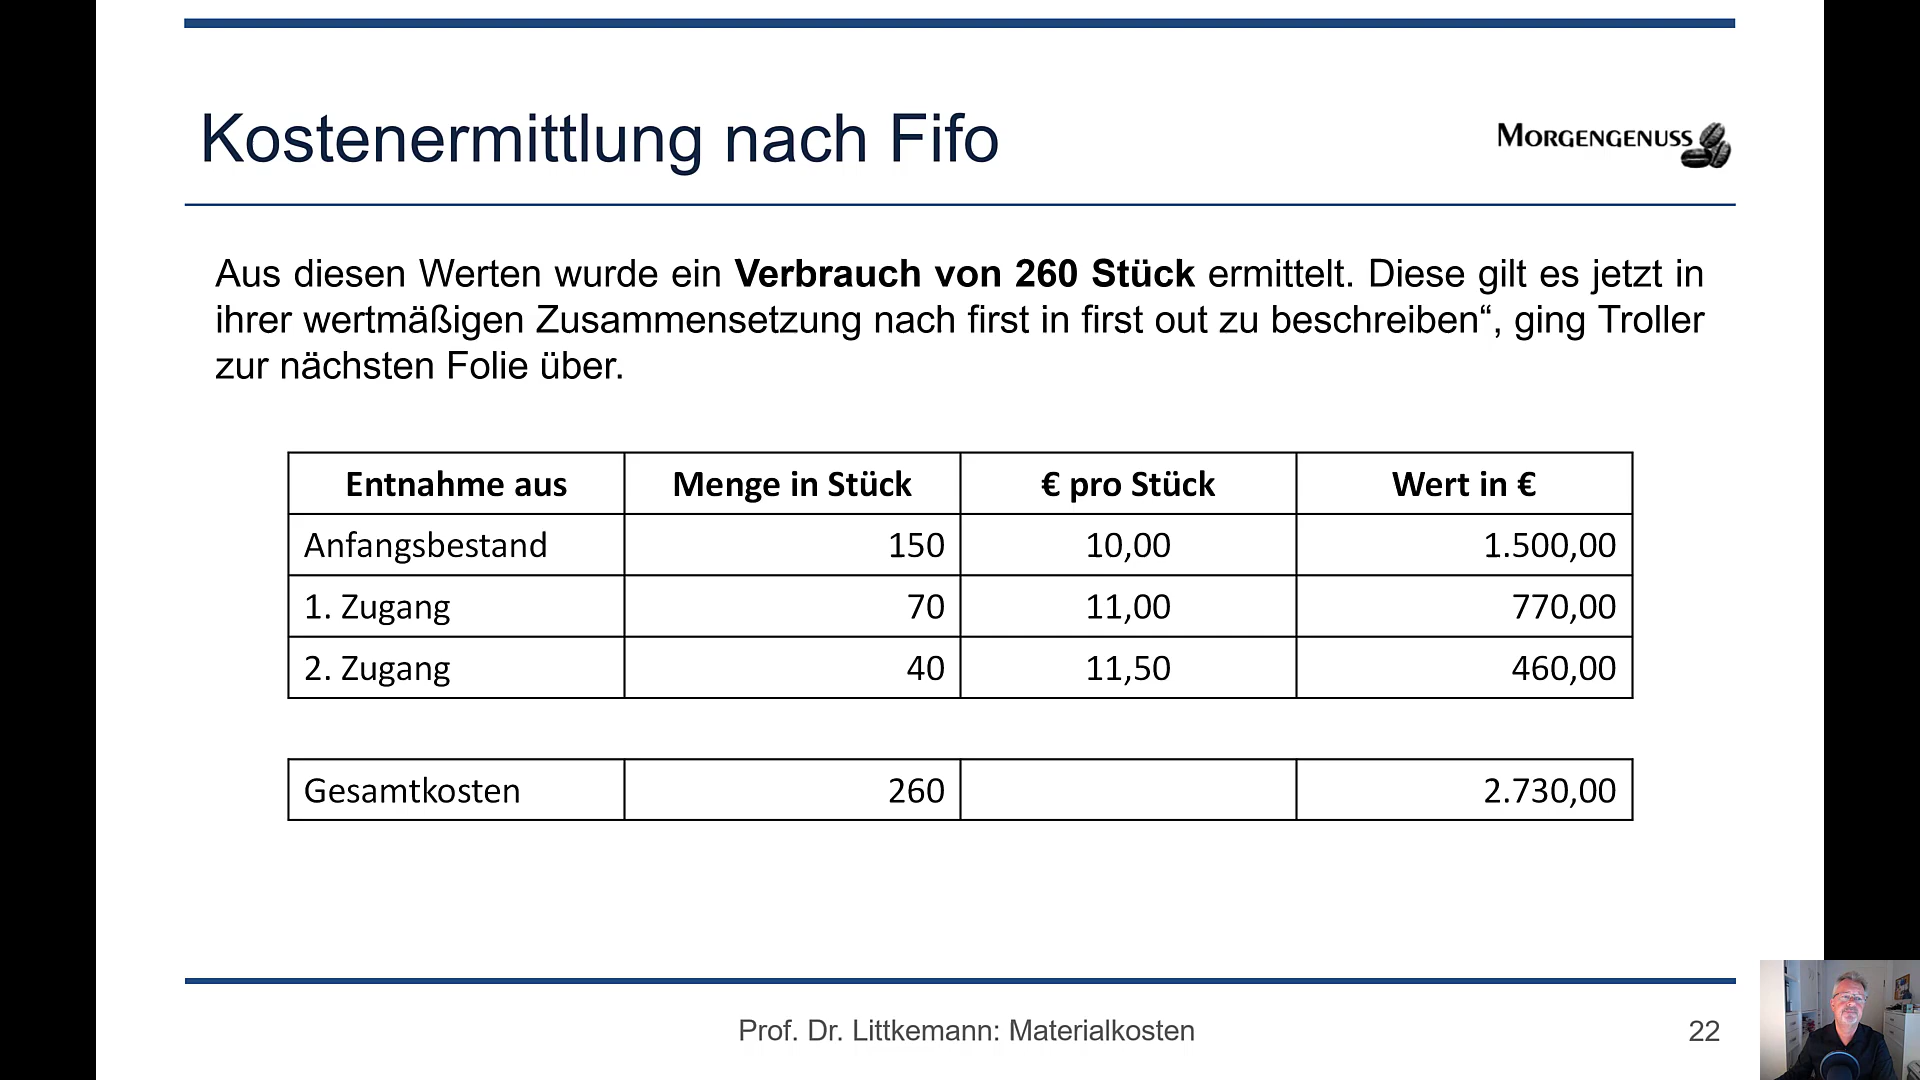 Kostenermittlung nach Fifo
MORGENGENUSS
Aus diesen Werten wurde ein Verbrauch von 260 Stück ermittelt. Diese gilt es jetzt in
ihrer wertmäßigen Zusammensetzung nach first in first out zu beschreiben“, ging Troller
zur nächsten Folie über.
Entnahme aus Menge in Stück € pro Stück Wert in €
Anfangsbestand 150 10,00 1.500,00
1. Zugang 70 11,00 770,00
2. Zugang 40 11,50 460,00
Gesamtkosten 260 2.730,00
Prof. Dr. Littkemann: Materialkosten 22